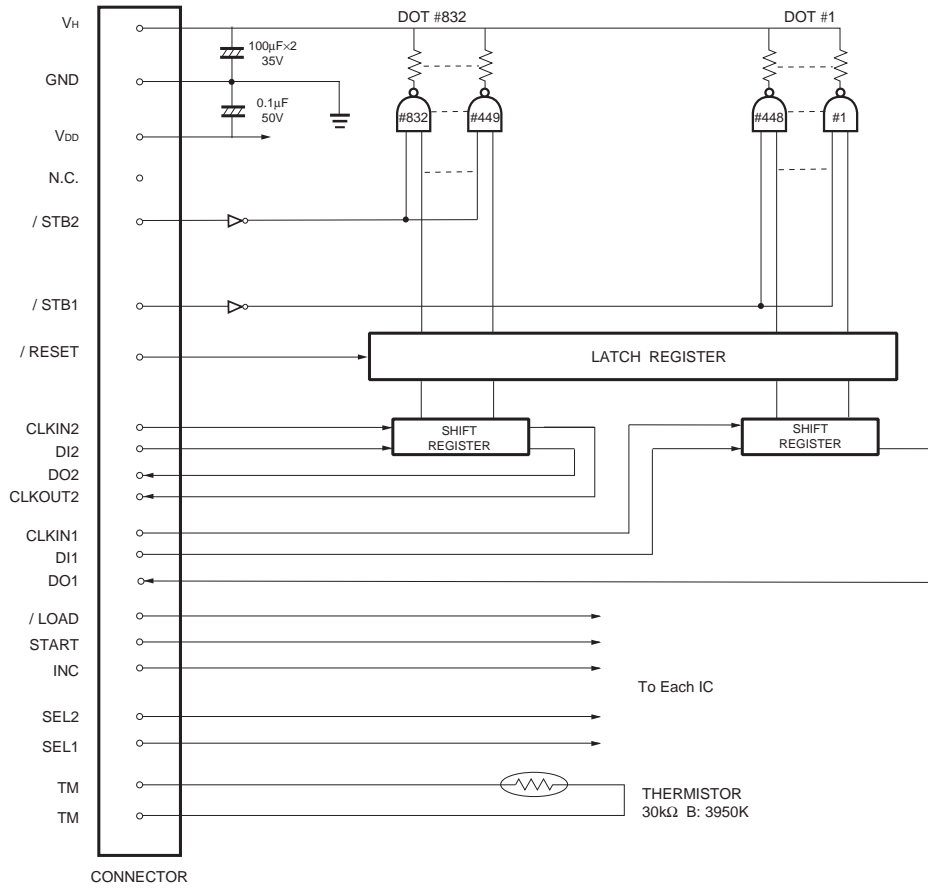 DOT #832
DOT #1
VH
100µF×2
35V
GND
0.1µF
50V
#832
#449
#448
#1
VDD
N.C.
/ STB2
/ STB1
/ RESET
LATCH REGISTER
CLKIN2
SHIFT
REGISTER
SHIFT
REGISTER
DI2
DO2
CLKOUT2
CLKIN1
DI1
DO1
/ LOAD
START
INC
To Each IC
SEL2
SEL1
TM
THERMISTOR
30kΩ B: 3950K
TM
CONNECTOR